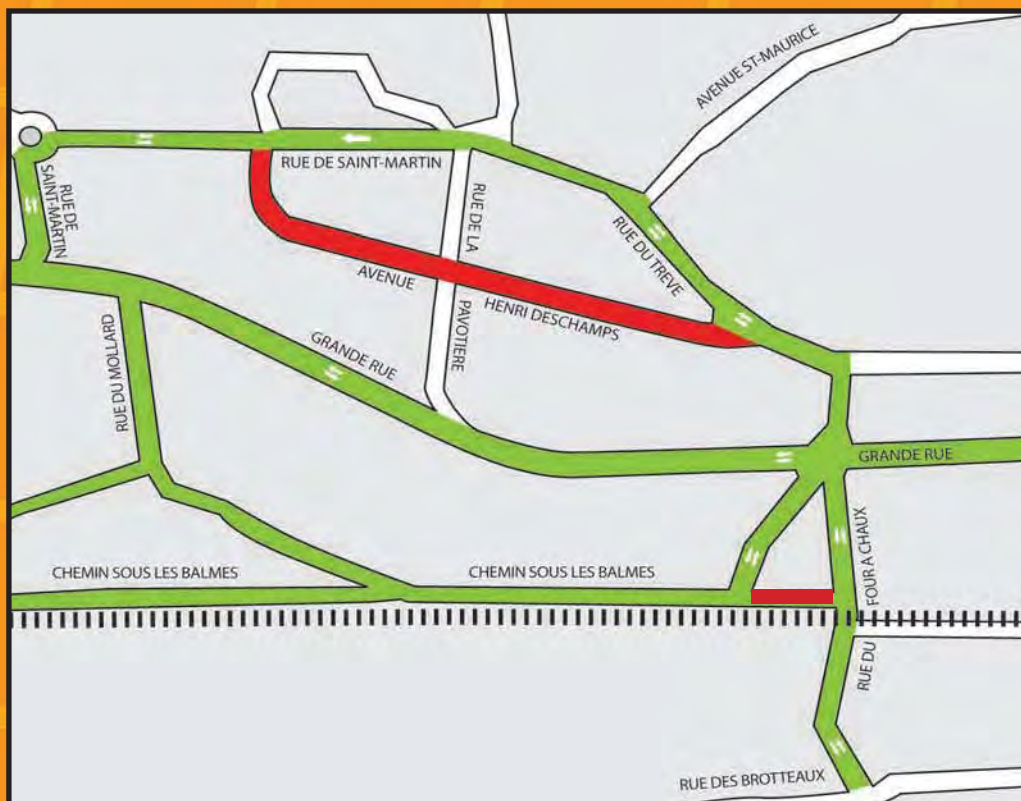 AVENUE ST-MAURICE
RUE DE SAINT-MARTIN
RUE DE
SAINT-MARTIN
RUE DE LA
PAVOTIERE
RUE DU TREVE
AVENUE
HENRI DESCHAMPS
GRANDE RUE
RUE DU MOLLARD
GRANDE RUE
CHEMIN SOUS LES BALMES
CHEMIN SOUS LES BALMES
RUE DU
FOUR A CHAUX
RUE DES BROTTEAUX